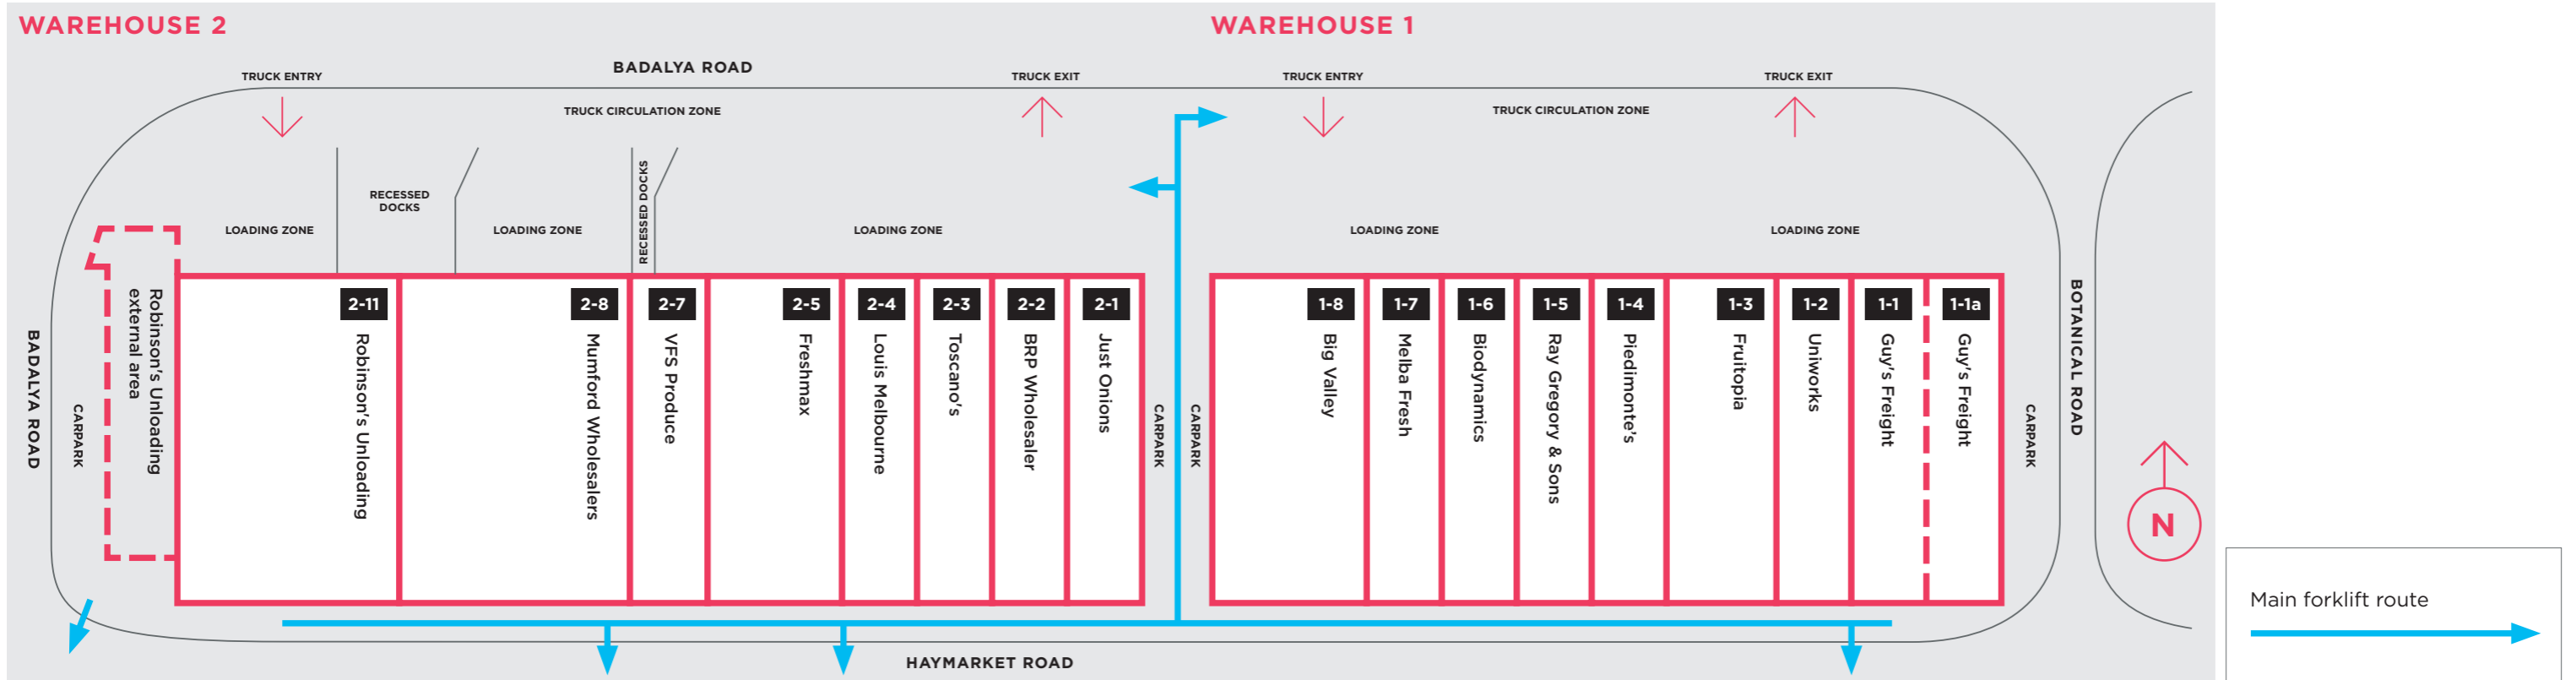 WAREHOUSE 2
WAREHOUSE 1
BADALYA ROAD
TRUCK ENTRY
TRUCK EXIT
TRUCK ENTRY
TRUCK EXIT
TRUCK CIRCULATION ZONE
TRUCK CIRCULATION ZONE
RECESSED
DOCKS
RECESSED DOCKS
LOADING ZONE
LOADING ZONE
LOADING ZONE
LOADING ZONE
LOADING ZONE
BADALYA ROAD
CARPARK
Robinson's Unloading
external area
2-11
Robinson's Unloading
2-8
Mumford Wholesalers
2-7
VFS Produce
2-5
Freshmax
2-4
Louis Melbourne
2-3
Toscano's
2-2
BRP Wholesaler
2-1
Just Onions
CARPARK
CARPARK
1-8
Big Valley
1-7
Melba Fresh
1-6
Biodynamics
1-5
Ray Gregory & Sons
1-4
Piedimonte's
1-3
Fruitopia
1-2
Uniworks
1-1
Guy's Freight
1-1a
Guy's Freight
CARPARK
BOTANICAL ROAD
N
HAYMARKET ROAD
Main forklift route